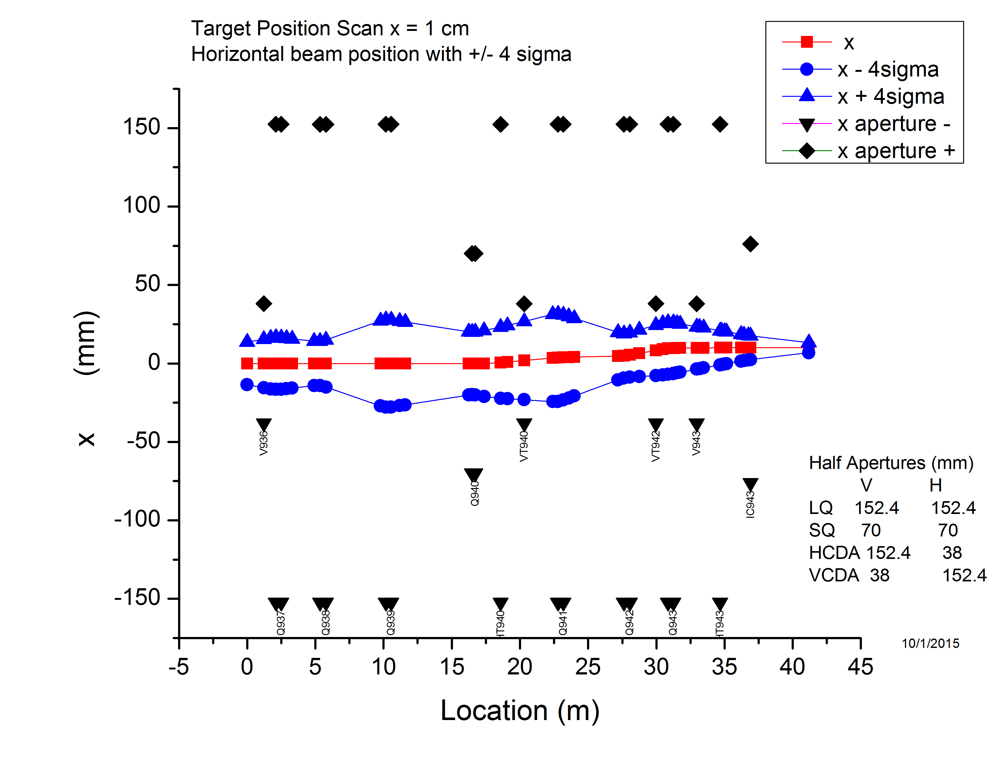 Target Position Scan x = 1 cm
Horizontal beam position with +/- 4 sigma
x
x - 4sigma
x + 4sigma
x aperture -
x aperture +
150
100
50
0
-50
-100
-150
x (mm)
V936
VT940
VT942
V943
Q940
IC943
Q937
Q938
Q939
HT940
Q941
Q942
Q943
HT943
Half Apertures (mm)
V H
LQ 152.4 152.4
SQ 70 70
HCDA 152.4 38
VCDA 38 152.4
10/1/2015
-5 0 5 10 15 20 25 30 35 40 45
Location (m)